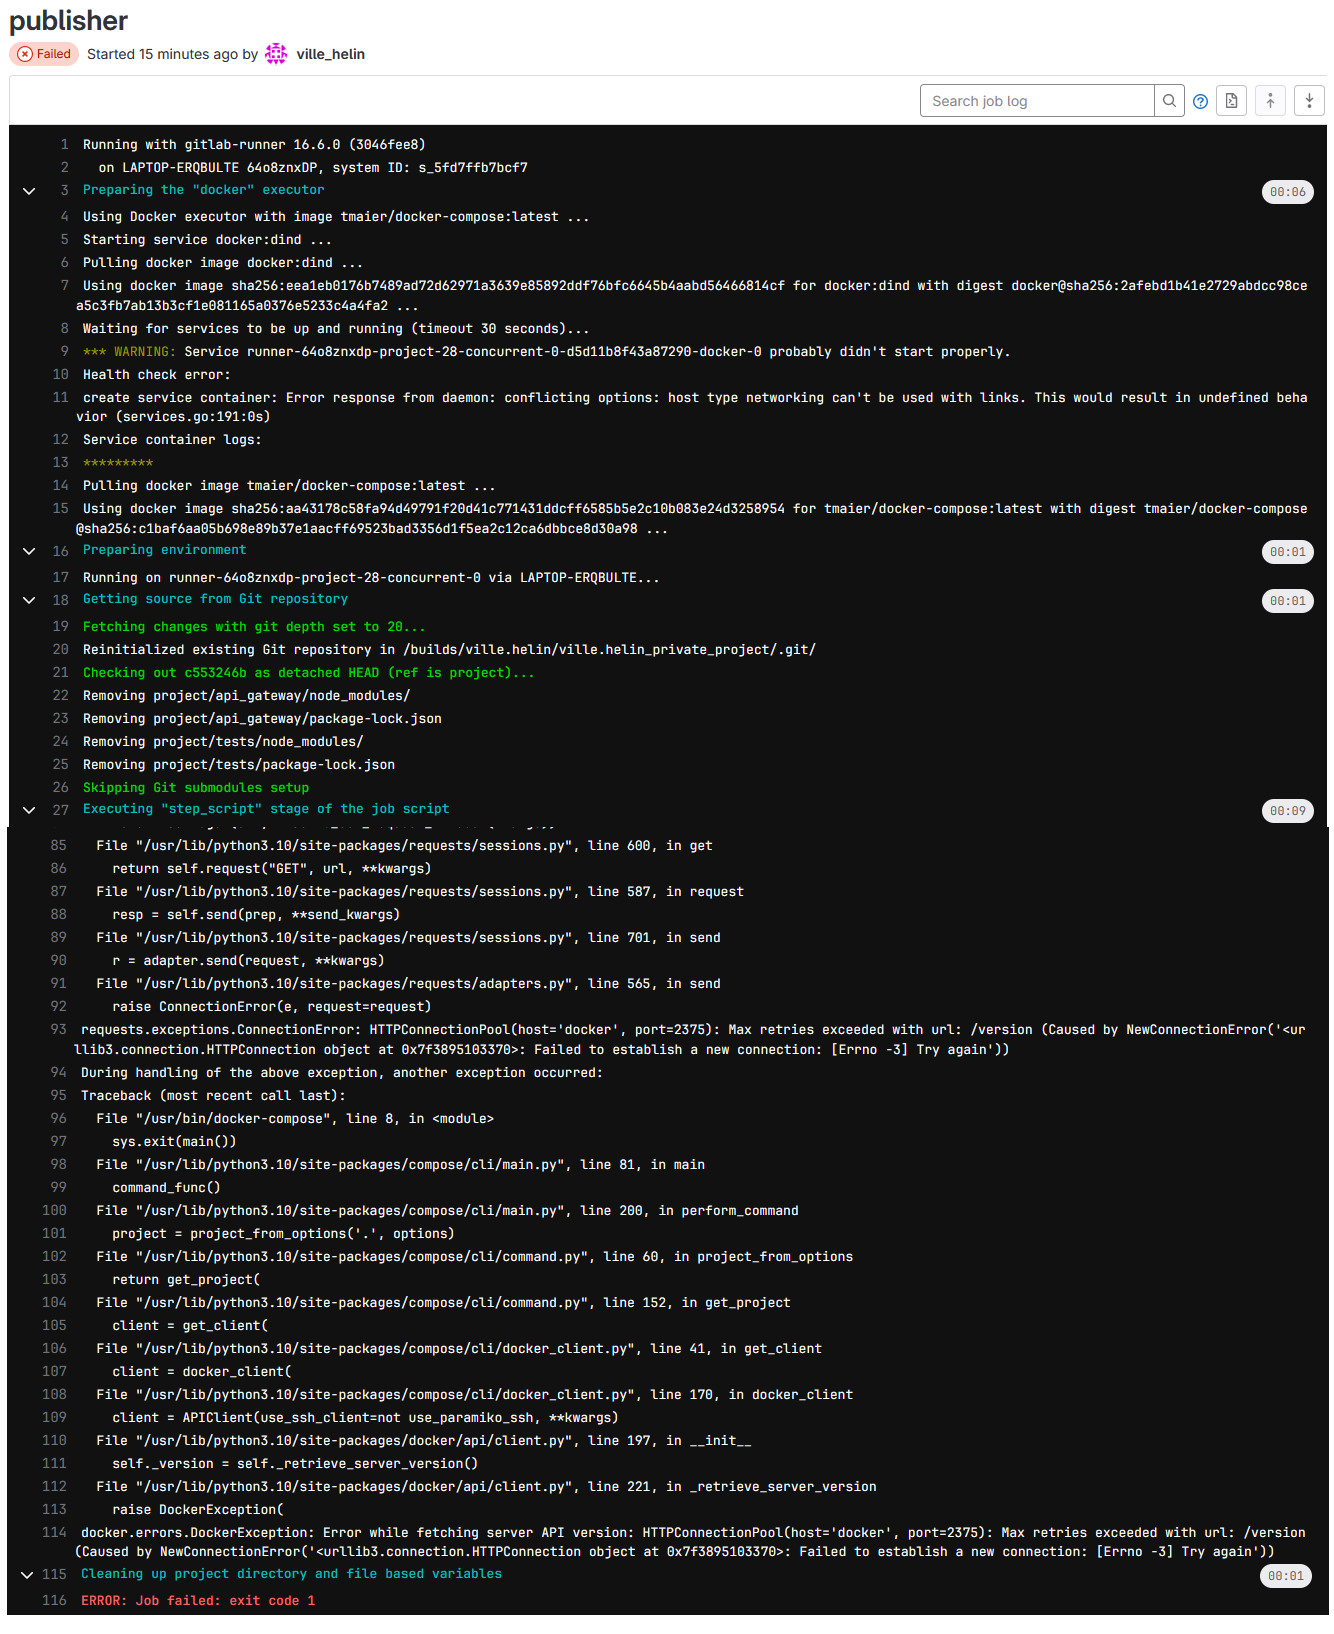 publisher
Failed Started 15 minutes ago by ville_helin
Search job log
1 Running with gitlab-runner 16.6.0 (3046fee8)
2 on LAPTOP-ERQBULTE 64o8znxDP, system ID: s_5fd7ffb7bcf7
3 Preparing the "docker" executor 00:06
4 Using Docker executor with image tmaier/docker-compose:latest ...
5 Starting service docker:dind ...
6 Pulling docker image docker:dind ...
7 Using docker image sha256:eea1eb0176b7489ad72d62971a3639e85892ddf76bfc6645b4aabd56466814cf for docker:dind with digest docker@sha256:2afebd1b41e2729abdcc98ce
a5c3fb7ab13b3cf1e081165a0376e5233c4a4fa2 ...
8 Waiting for services to be up and running (timeout 30 seconds)...
9 *** WARNING: Service runner-64o8znxdp-project-28-concurrent-0-d5d11b8f43a87290-docker-0 probably didn't start properly.
10 Health check error:
11 create service container: Error response from daemon: conflicting options: host type networking can't be used with links. This would result in undefined beha
vior (services.go:191:0s)
12 Service container logs:
13 *********
14 Pulling docker image tmaier/docker-compose:latest ...
15 Using docker image sha256:aa43178c58fa94d49791f20d41c771431ddcff6585b5e2c10b083e24d3258954 for tmaier/docker-compose:latest with digest tmaier/docker-compose
@sha256:c1baf6aa05b698e89b37e1aacff69523bad3356d1f5ea2c12ca6dbbce8d30a98 ...
16 Preparing environment 00:01
17 Running on runner-64o8znxdp-project-28-concurrent-0 via LAPTOP-ERQBULTE...
18 Getting source from Git repository 00:01
19 Fetching changes with git depth set to 20...
20 Reinitialized existing Git repository in /builds/ville.helin/ville.helin_private_project/.git/
21 Checking out c553246b as detached HEAD (ref is project)...
22 Removing project/api_gateway/node_modules/
23 Removing project/api_gateway/package-lock.json
24 Removing project/tests/node_modules/
25 Removing project/tests/package-lock.json
26 Skipping Git submodules setup
27 Executing "step_script" stage of the job script 00:09
85 File "/usr/lib/python3.10/site-packages/requests/sessions.py", line 600, in get
86 return self.request("GET", url, **kwargs)
87 File "/usr/lib/python3.10/site-packages/requests/sessions.py", line 587, in request
88 resp = self.send(prep, **send_kwargs)
89 File "/usr/lib/python3.10/site-packages/requests/sessions.py", line 701, in send
90 r = adapter.send(request, **kwargs)
91 File "/usr/lib/python3.10/site-packages/requests/adapters.py", line 565, in send
92 raise ConnectionError(e, request=request)
93 requests.exceptions.ConnectionError: HTTPConnectionPool(host='docker', port=2375): Max retries exceeded with url: /version (Caused by NewConnectionError('<ur
llib3.connection.HTTPConnection object at 0x7f3895103370>: Failed to establish a new connection: [Errno -3] Try again'))
94 During handling of the above exception, another exception occurred:
95 Traceback (most recent call last):
96 File "/usr/bin/docker-compose", line 8, in <module>
97 sys.exit(main())
98 File "/usr/lib/python3.10/site-packages/compose/cli/main.py", line 81, in main
99 command_func()
100 File "/usr/lib/python3.10/site-packages/compose/cli/main.py", line 200, in perform_command
101 project = project_from_options('.', options)
102 File "/usr/lib/python3.10/site-packages/compose/cli/command.py", line 60, in project_from_options
103 return get_project(
104 File "/usr/lib/python3.10/site-packages/compose/cli/command.py", line 152, in get_project
105 client = get_client(
106 File "/usr/lib/python3.10/site-packages/compose/cli/docker_client.py", line 41, in get_client
107 client = docker_client(
108 File "/usr/lib/python3.10/site-packages/compose/cli/docker_client.py", line 170, in docker_client
109 client = APIClient(use_ssh_client=not use_paramiko_ssh, **kwargs)
110 File "/usr/lib/python3.10/site-packages/docker/api/client.py", line 197, in __init__
111 self._version = self._retrieve_server_version()
112 File "/usr/lib/python3.10/site-packages/docker/api/client.py", line 221, in _retrieve_server_version
113 raise DockerException(
114 docker.errors.DockerException: Error while fetching server API version: HTTPConnectionPool(host='docker', port=2375): Max retries exceeded with url: /version
(Caused by NewConnectionError('<urllib3.connection.HTTPConnection object at 0x7f3895103370>: Failed to establish a new connection: [Errno -3] Try again'))
115 Cleaning up project directory and file based variables 00:01
116 ERROR: Job failed: exit code 1